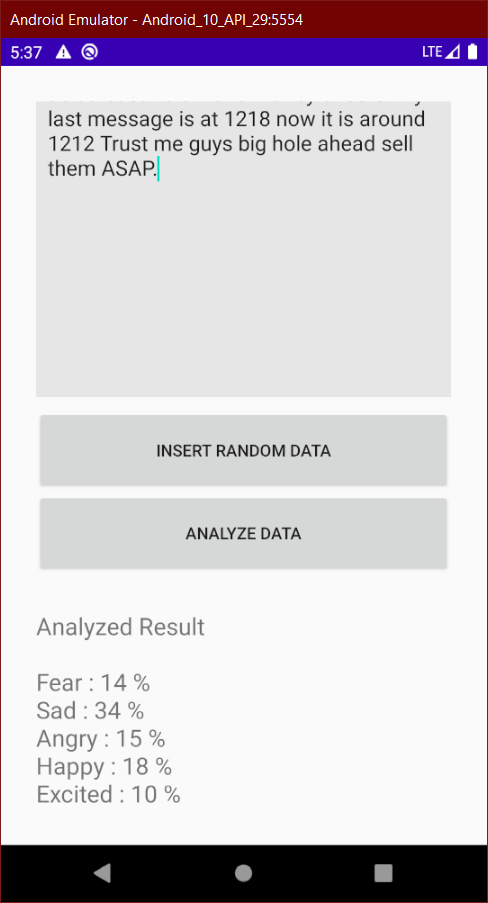 Android Emulator - Android_10_API_29:5554
5:37
LTE
last message is at 1218 now it is around
1212 Trust me guys big hole ahead sell
them ASAP.
INSERT RANDOM DATA
ANALYZE DATA
Analyzed Result
Fear : 14 %
Sad : 34 %
Angry : 15 %
Happy : 18 %
Excited : 10 %